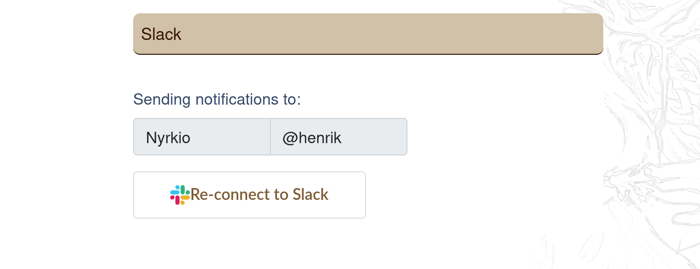 Slack
Sending notifications to:
Nyrkio @henrik
Re-connect to Slack